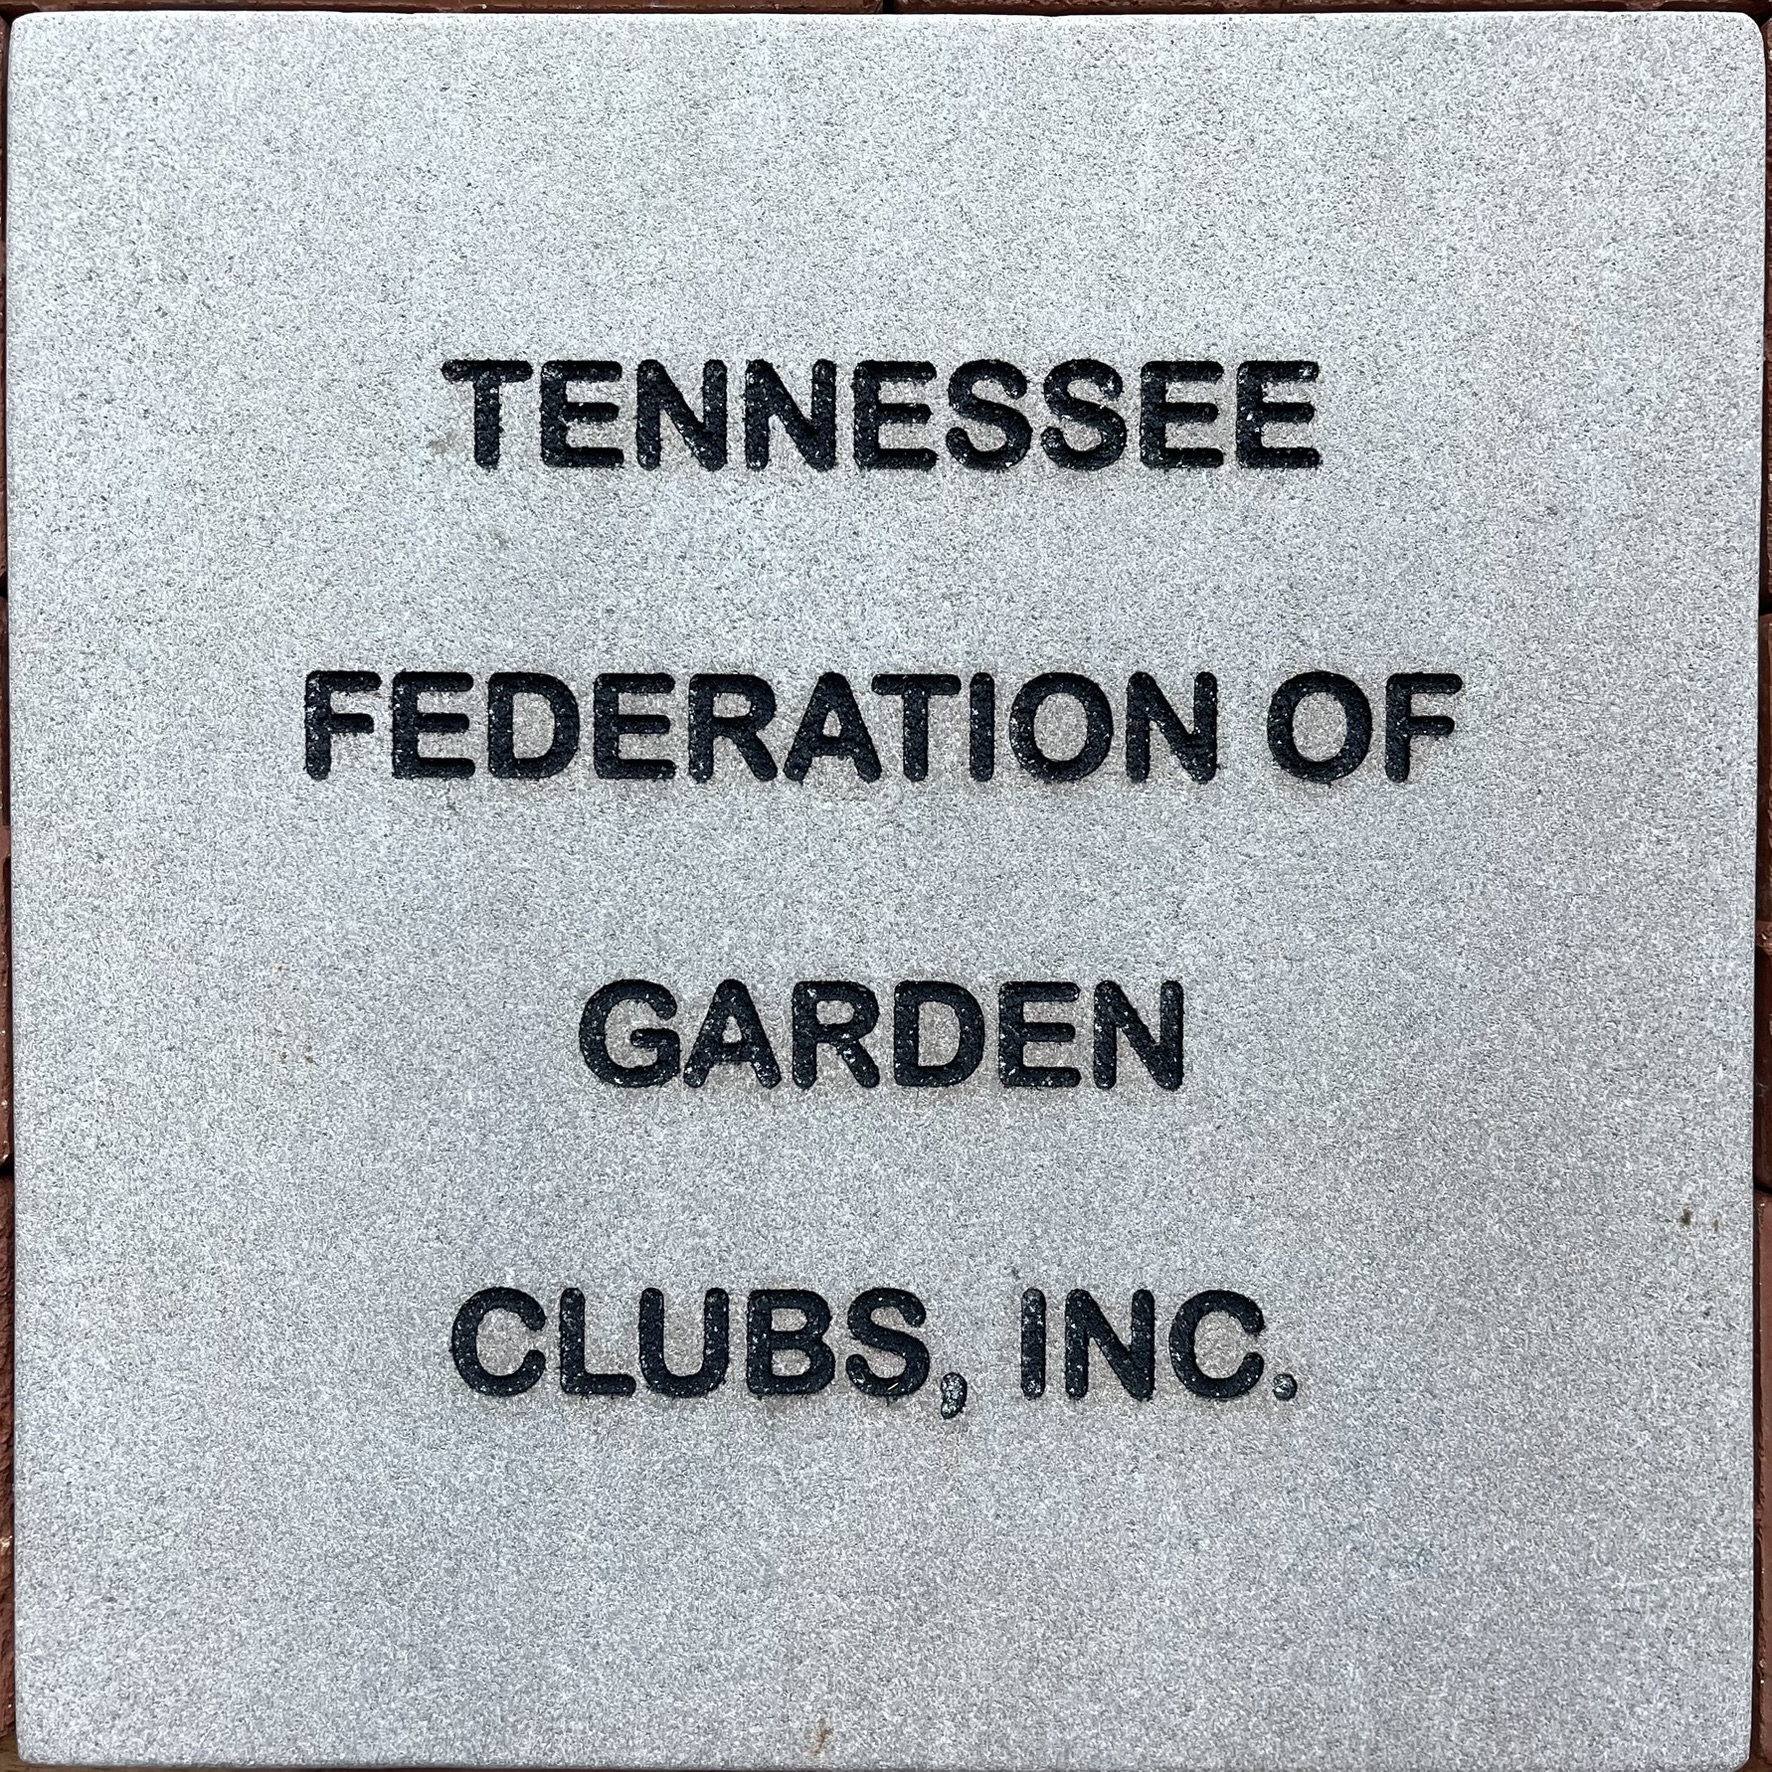 TENNESSEE
FEDERATION OF
GARDEN
CLUBS, INC.